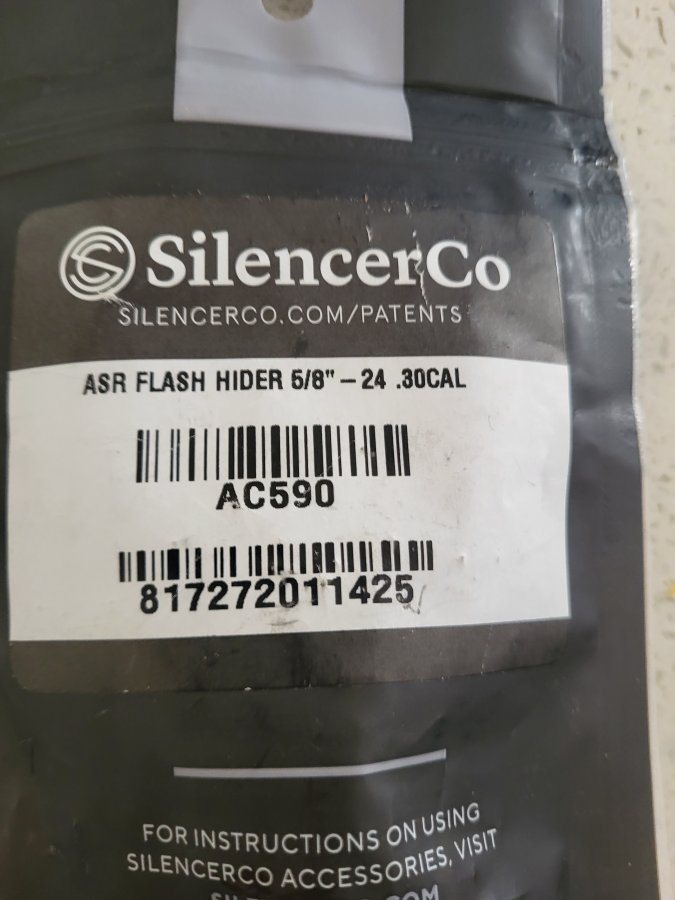 SilencerCo
SILENCERCO.COM/PATENTS
ASR FLASH HIDER 5/8" – 24 .30CAL
AC590
817272011425
FOR INSTRUCTIONS ON USING
SILENCERCO ACCESSORIES, VISIT